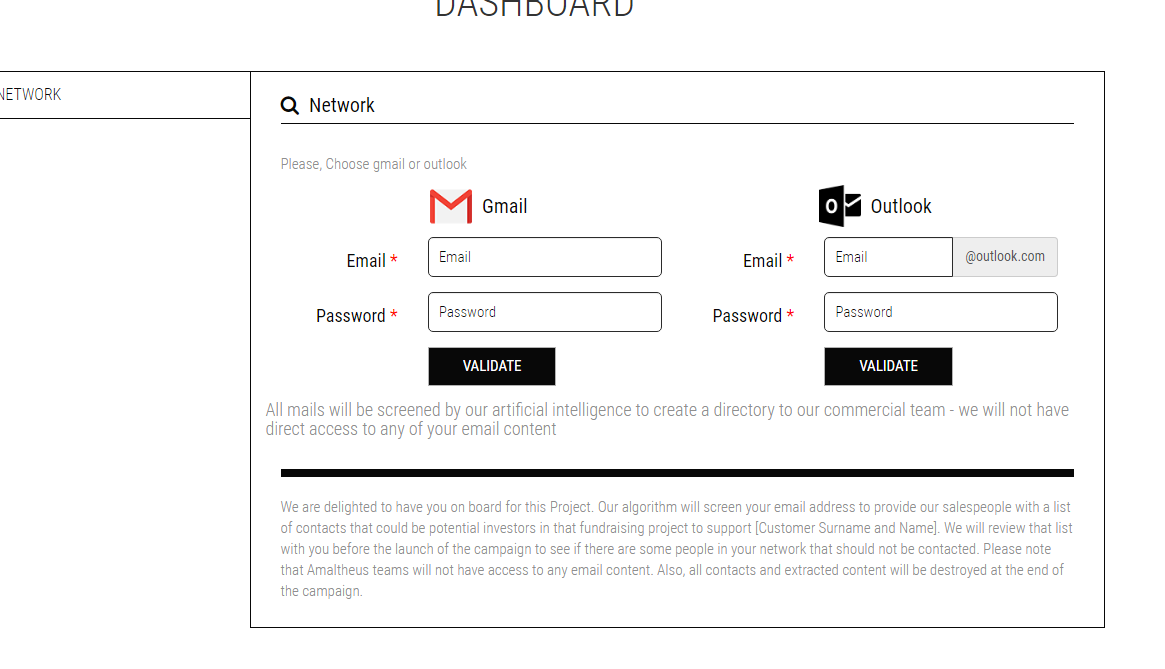 DASHBOARD
NETWORK
Network
Please, Choose gmail or outlook
Gmail
Outlook
Email * Email
Email * Email @outlook.com
Password * Password
Password * Password
VALIDATE
VALIDATE
All mails will be screened by our artificial intelligence to create a directory to our commercial team - we will not have
direct access to any of your email content
We are delighted to have you on board for this Project. Our algorithm will screen your email address to provide our salespeople with a list
of contacts that could be potential investors in that fundraising project to support [Customer Surname and Name]. We will review that list
with you before the launch of the campaign to see if there are some people in your network that should not be contacted. Please note
that Amaltheus teams will not have access to any email content. Also, all contacts and extracted content will be destroyed at the end of
the campaign.